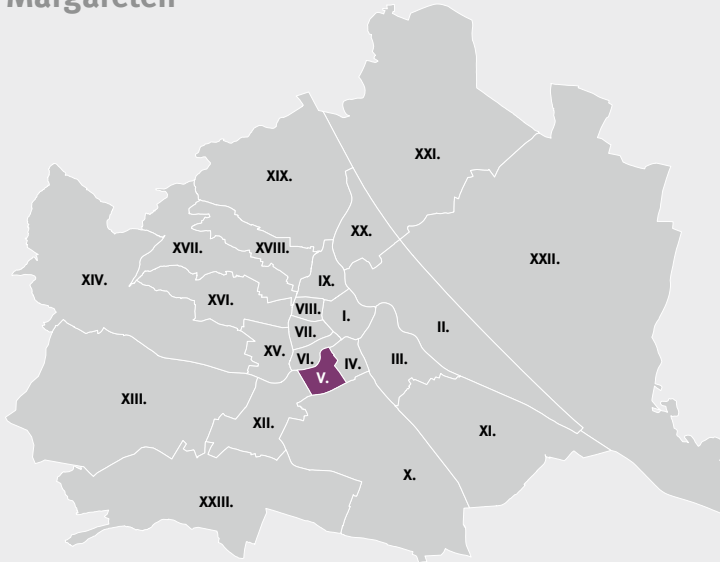 Margareten
XXI.
XIX.
XX.
XVII.
XVIII.
XXII.
XIV.
IX.
XVI.
VIII.
I.
VII.
II.
XV.
VI.
IV.
III.
V.
XIII.
XII.
XI.
X.
XXIII.